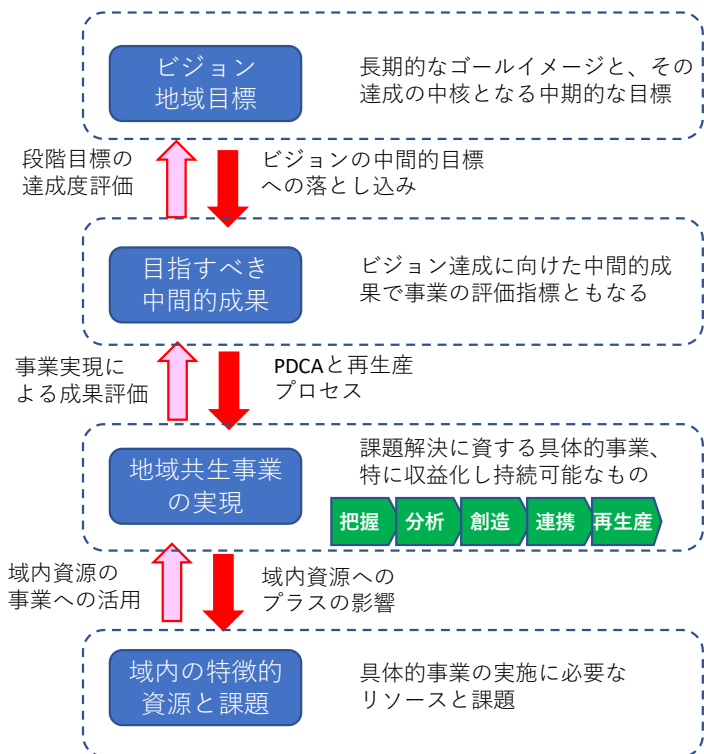 ビジョン
地域目標
長期的なゴールイメージと、その
達成の中核となる中期的な目標
段階目標の
達成度評価
ビジョンの中間的目標
への落とし込み
目指すべき
中間的成果
ビジョン達成に向けた中間的成
果で事業の評価指標ともなる
事業実現に
よる成果評価
PDCAと再生産
プロセス
地域共生事業
の実現
課題解決に資する具体的事業、
特に収益化し持続可能なもの
把握 分析 創造 連携 再生産
域内資源の
事業への活用
域内資源への
プラスの影響
域内の特徴的
資源と課題
具体的事業の実施に必要な
リソースと課題